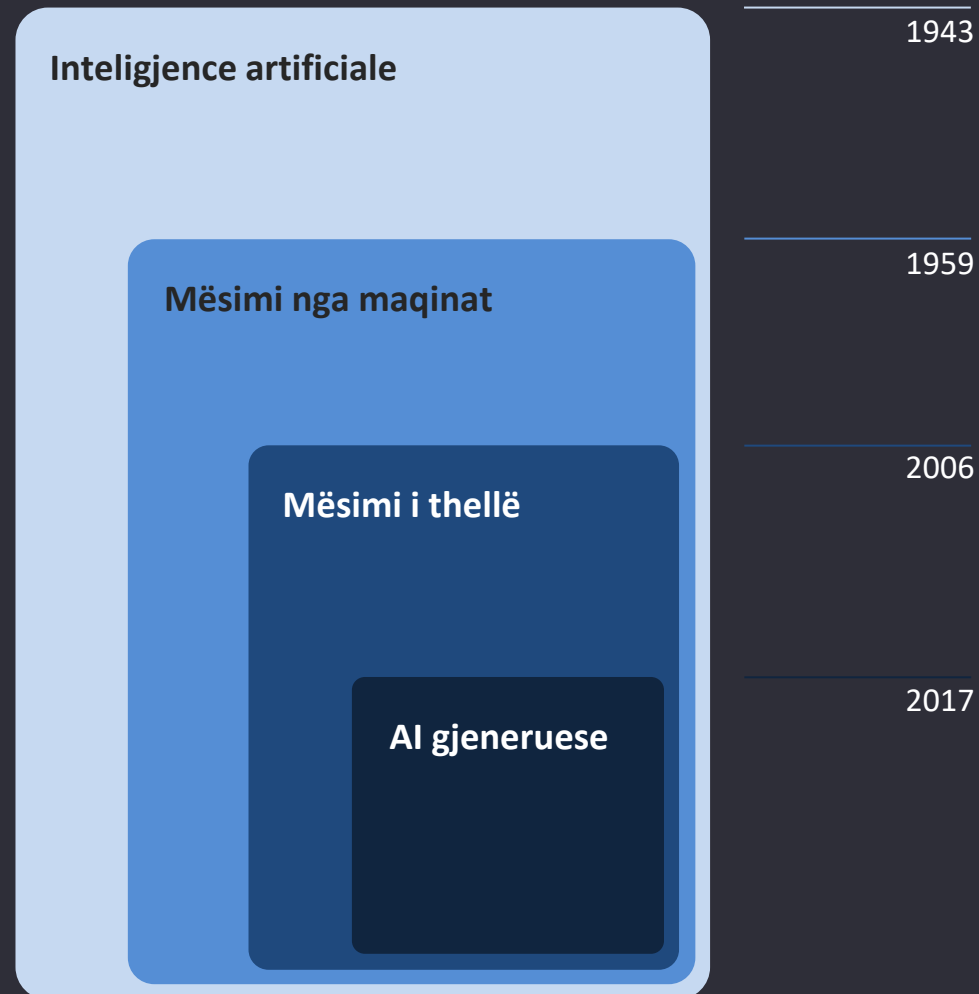 Inteligjence artificiale
1943
Mësimi nga maqinat
1959
Mësimi i thellë
2006
AI gjeneruese
2017